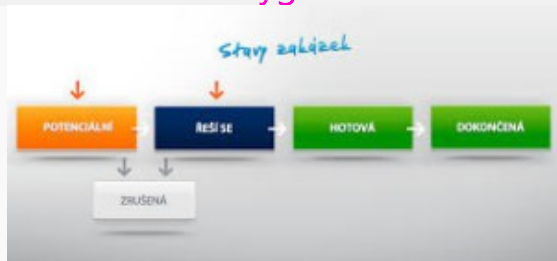 Stavy zakázek
POTENCIÁLNÍ
ŘEŠÍ SE
HOTOVÁ
DOKONČENÁ
ZRUŠENÁ